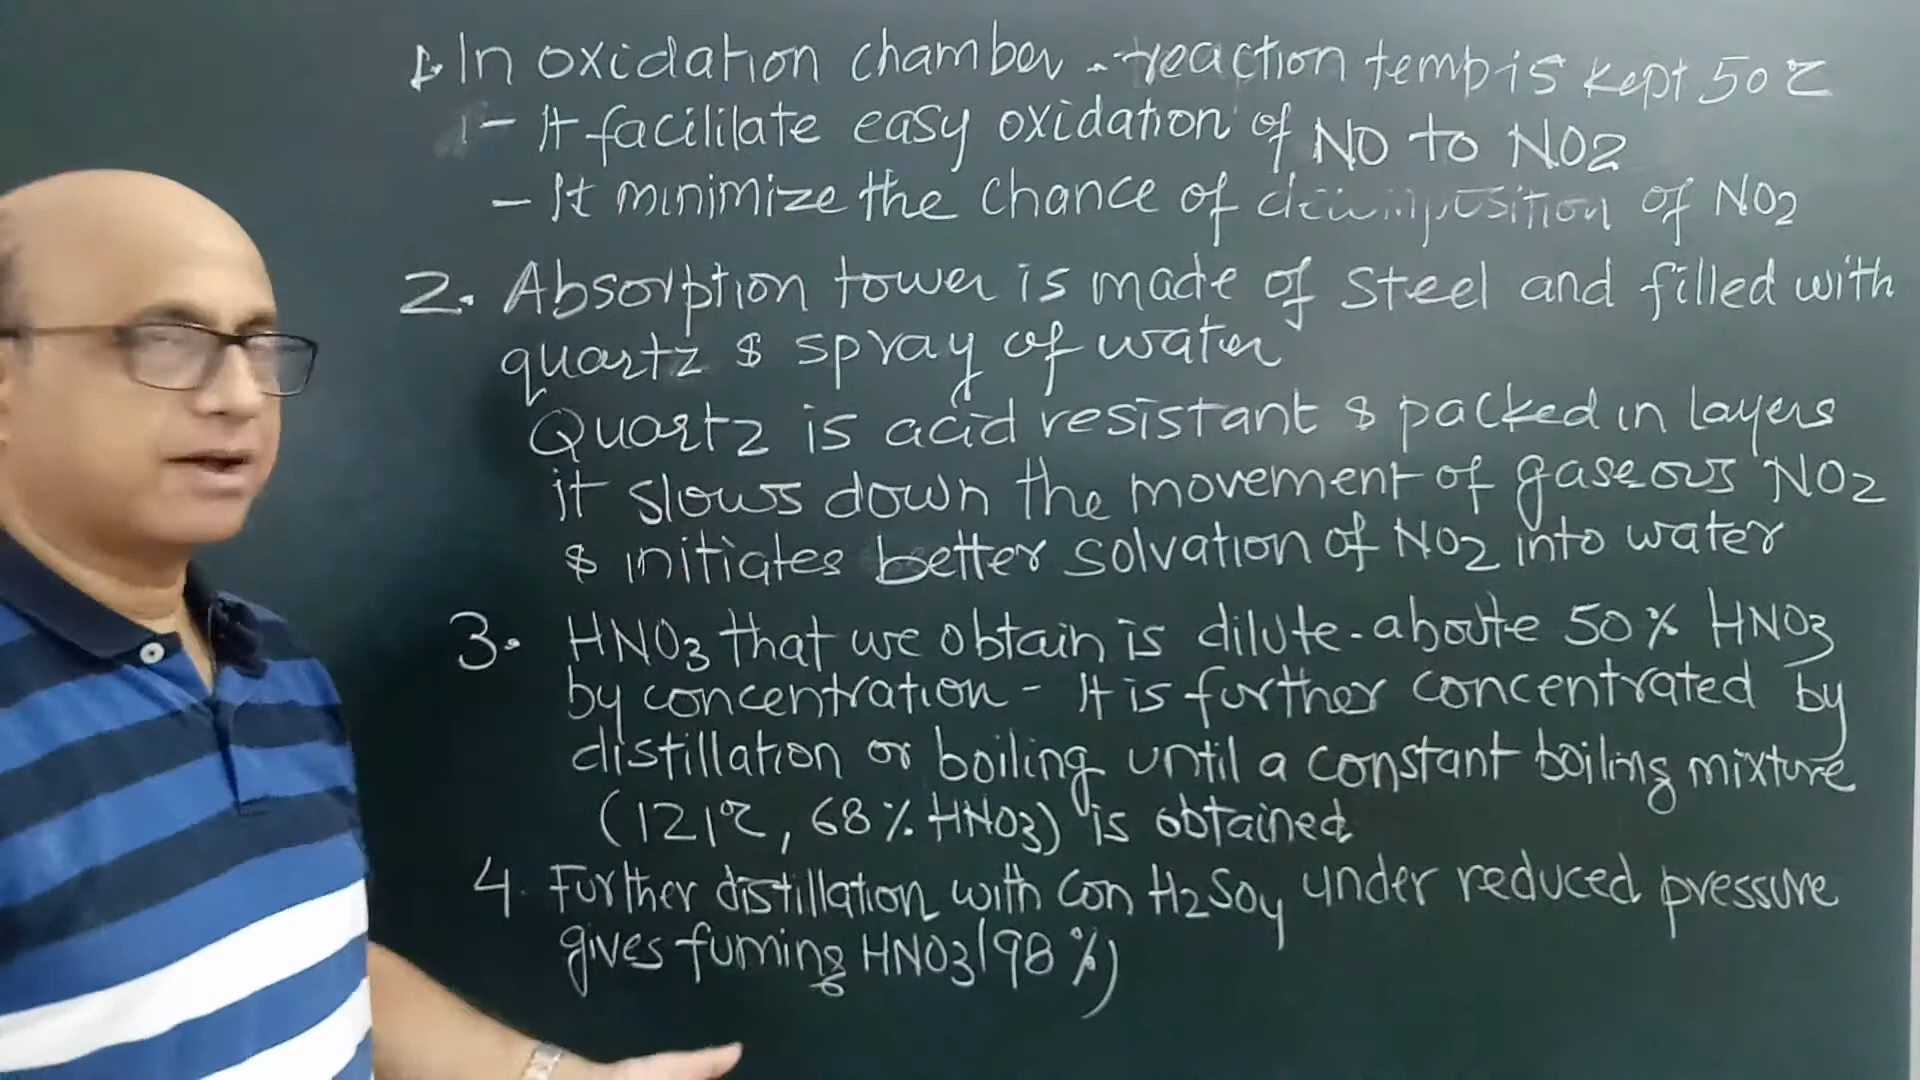 1. In oxidation chamber - reaction temp is kept 50℃
- It facililate easy oxidation of NO to NO2
- It minimize the chance of decomposition of NO2
2. Absorption tower is made of Steel and filled with
quartz & spray of water
Quartz is acid resistant & packed in layers
it slows down the movement of gaseous NO2
& initiates better solvation of NO2 into water
3. HNO3 that we obtain is dilute - aboute 50% HNO3
by concentration - It is further concentrated by
distillation or boiling until a constant boiling mixture
(121℃, 68% HNO3) is obtained
4. Further distillation with Con H2SO4 under reduced pressure
gives fuming HNO3(98%)